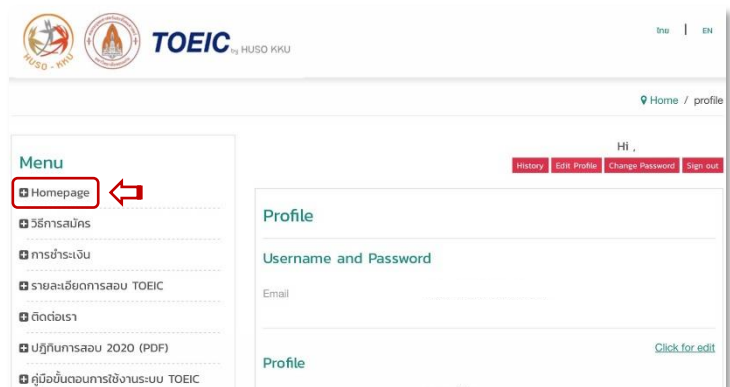 HUSO - KKU
TOEIC by HUSO KKU
ไทย | EN
Home / profile
Hi ,
History Edit Profile Change Password Sign out
Menu
Homepage
วิธีการสมัคร
การชำระเงิน
รายละเอียดการสอบ TOEIC
ติดต่อเรา
ปฏิทินการสอบ 2020 (PDF)
คู่มือขั้นตอนการใช้งานระบบ TOEIC
Profile
Username and Password
Email
Click for edit
Profile